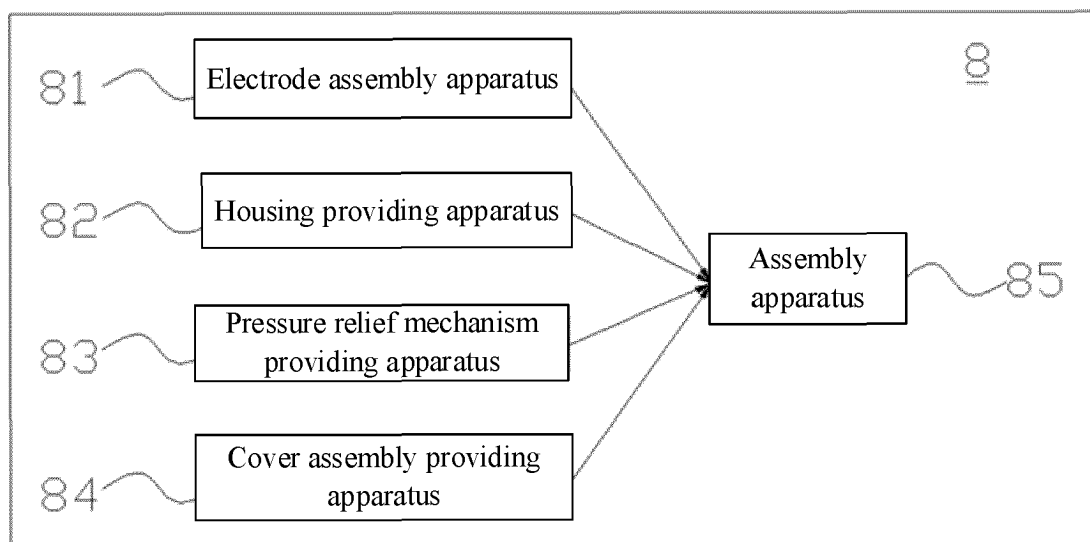 81
Electrode assembly apparatus
8
82
Housing providing apparatus
83
Pressure relief mechanism
providing apparatus
84
Cover assembly providing
apparatus
Assembly
apparatus
85